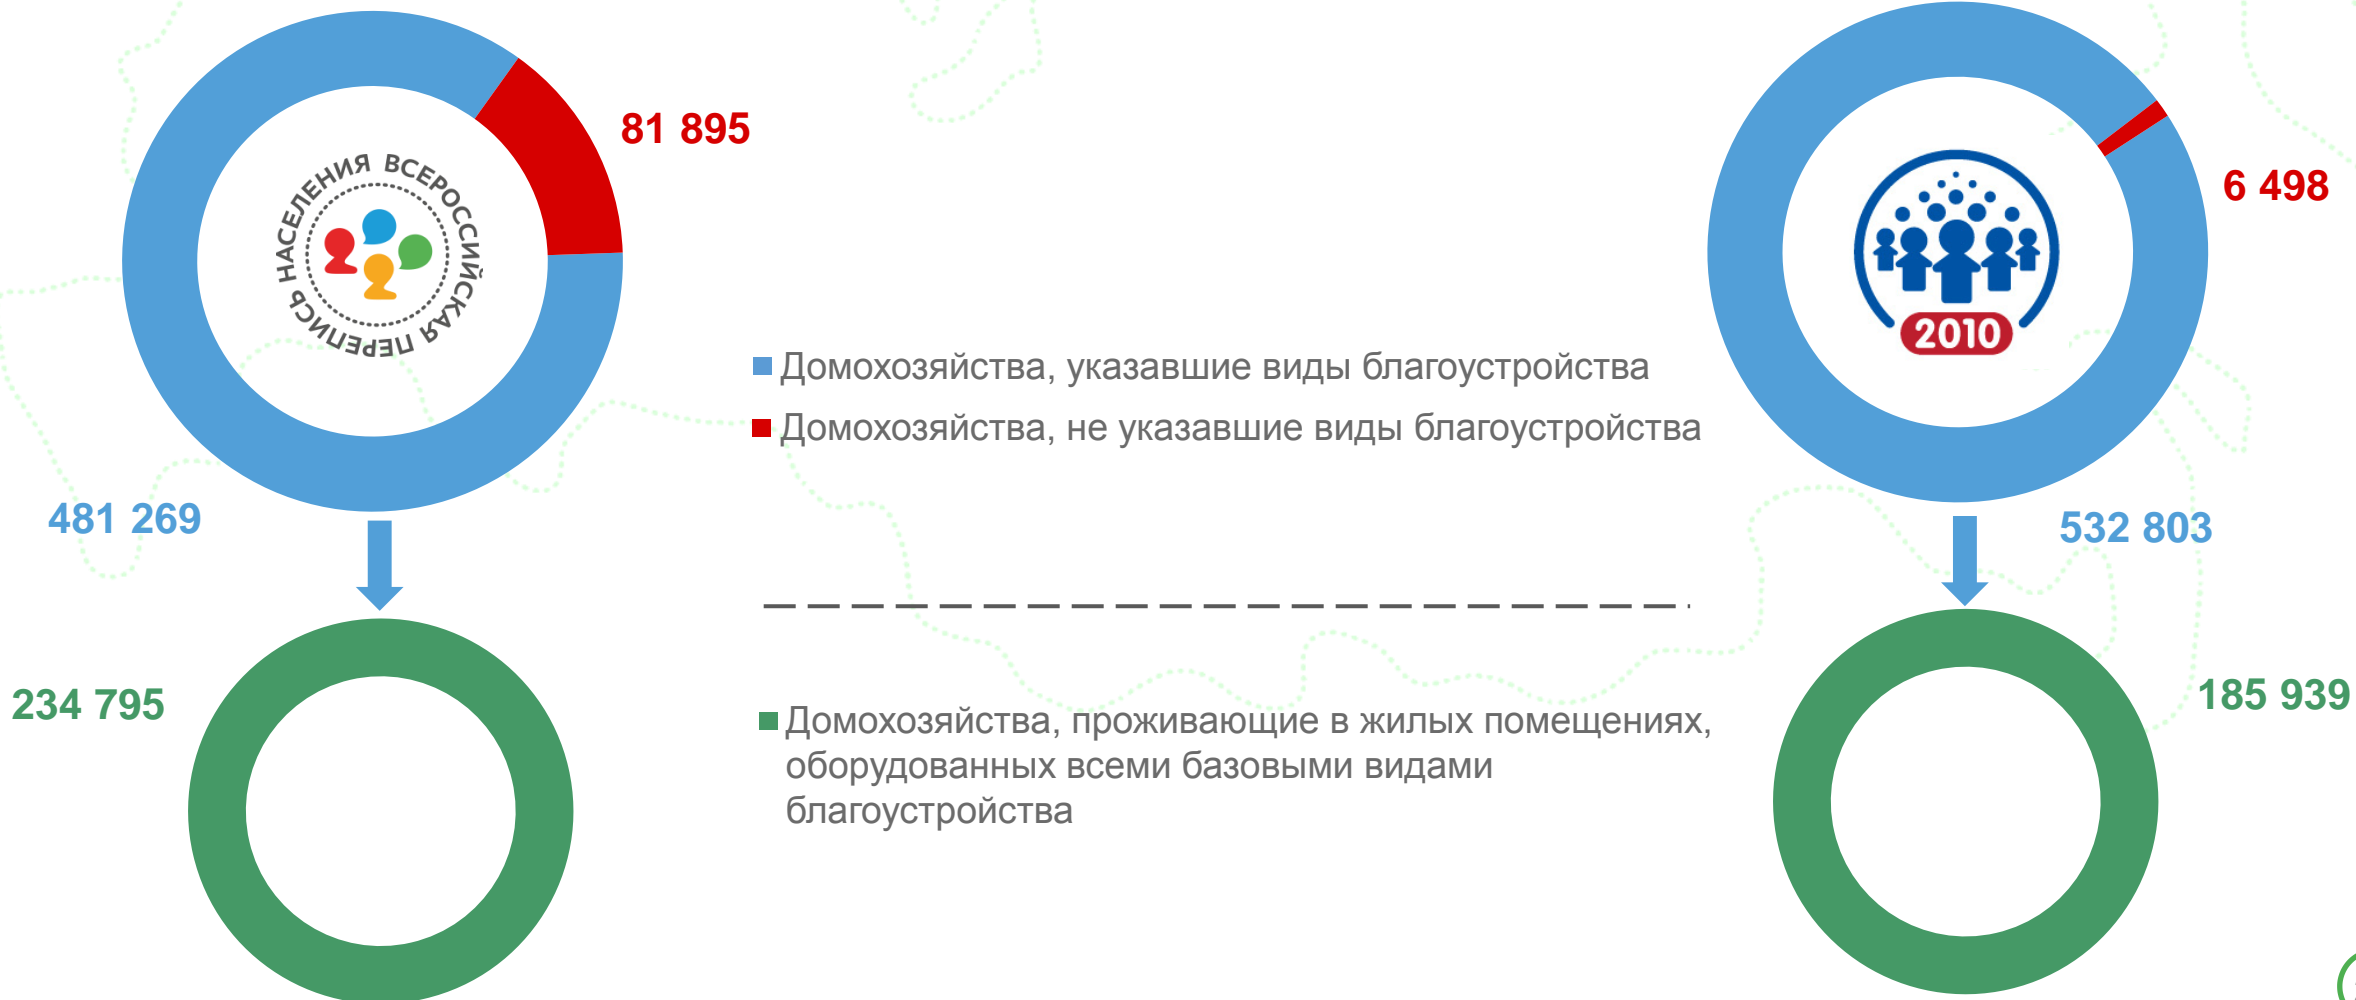 81 895
6 498
ВСЕРОССИЙСКАЯ ПЕРЕПИСЬ НАСЕЛЕНИЯ
2010
Домохозяйства, указавшие виды благоустройства
Домохозяйства, не указавшие виды благоустройства
481 269
532 803
234 795
185 939
Домохозяйства, проживающие в жилых помещениях,
оборудованных всеми базовыми видами
благоустройства